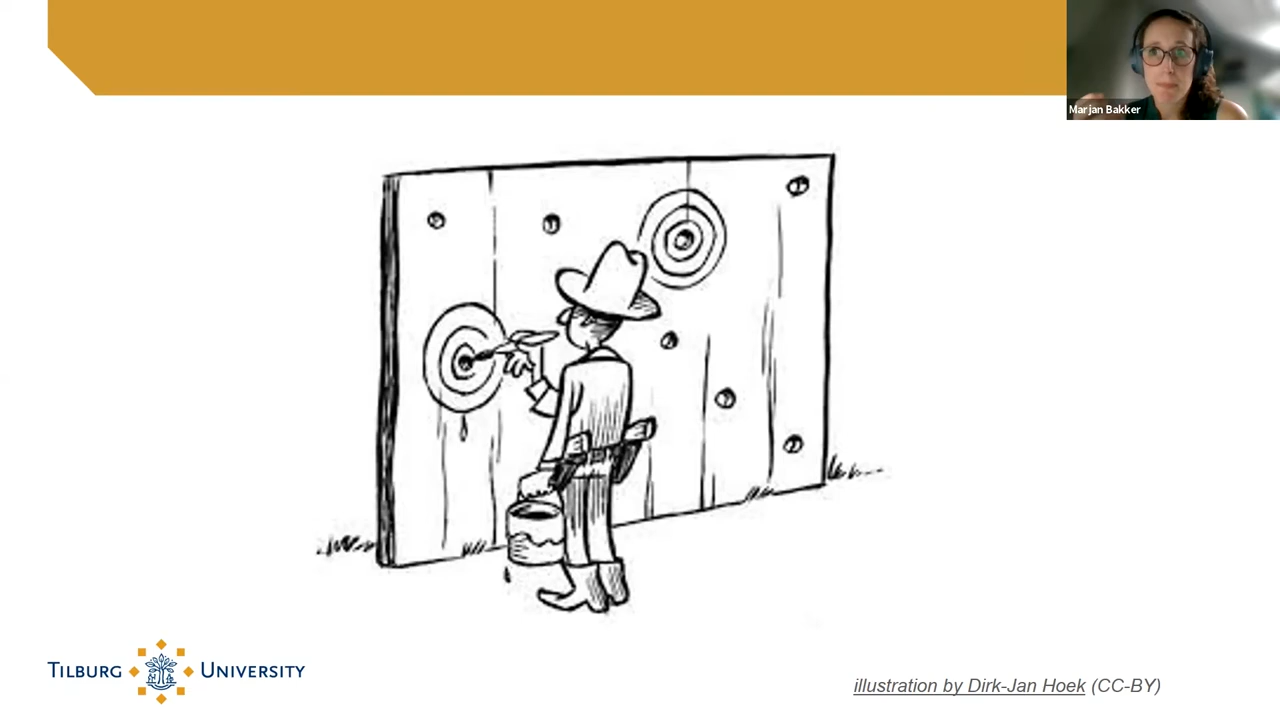 Marjan Bakker
TILBURG UNIVERSITY
illustration by Dirk-Jan Hoek (CC-BY)